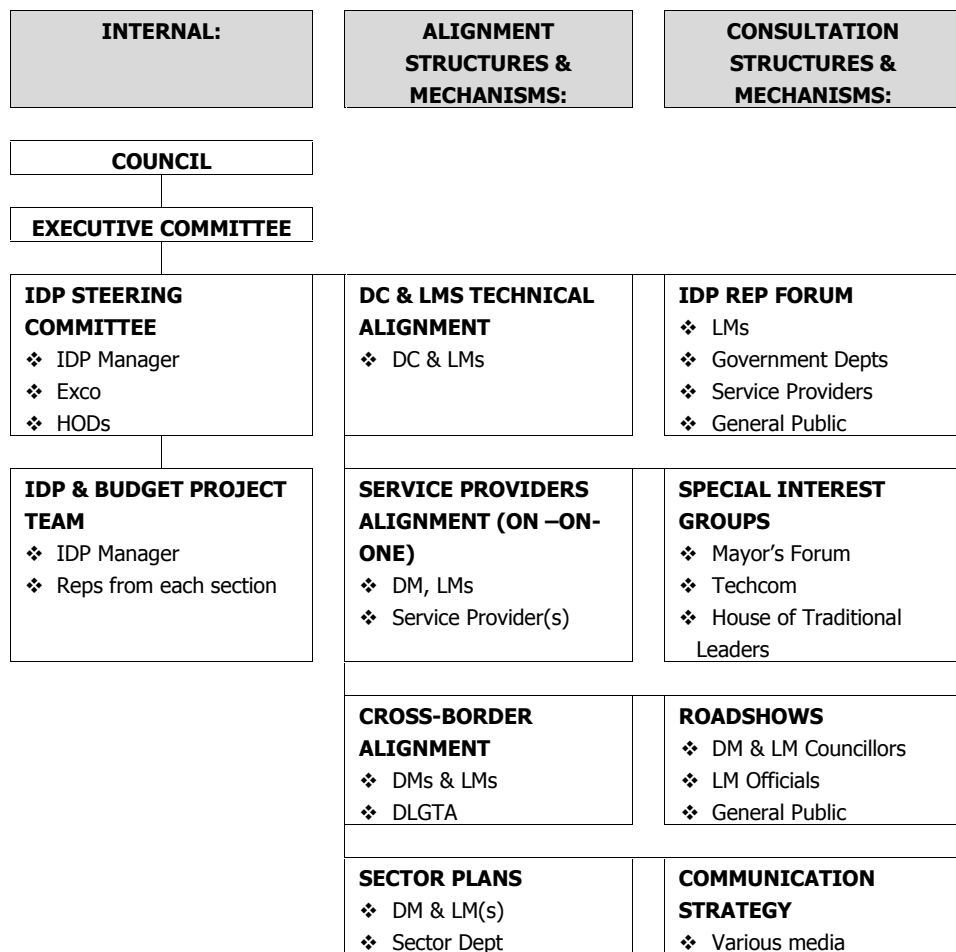 INTERNAL:
ALIGNMENT
STRUCTURES &
MECHANISMS:
CONSULTATION
STRUCTURES &
MECHANISMS:
COUNCIL
EXECUTIVE COMMITTEE
IDP STEERING
COMMITTEE
❖ IDP Manager
❖ Exco
❖ HODs
DC & LMS TECHNICAL
ALIGNMENT
❖ DC & LMs
IDP REP FORUM
❖ LMs
❖ Government Depts
❖ Service Providers
❖ General Public
IDP & BUDGET PROJECT
TEAM
❖ IDP Manager
❖ Reps from each section
SERVICE PROVIDERS
ALIGNMENT (ON –ON-
ONE)
❖ DM, LMs
❖ Service Provider(s)
SPECIAL INTEREST
GROUPS
❖ Mayor’s Forum
❖ Techcom
❖ House of Traditional
Leaders
CROSS-BORDER
ALIGNMENT
❖ DMs & LMs
❖ DLGTA
ROADSHOWS
❖ DM & LM Councillors
❖ LM Officials
❖ General Public
SECTOR PLANS
❖ DM & LM(s)
❖ Sector Dept
COMMUNICATION
STRATEGY
❖ Various media